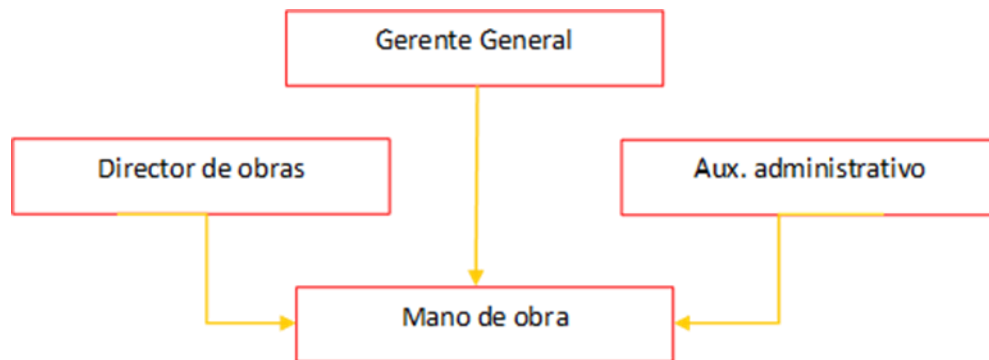 Gerente General
Director de obras
Aux. administrativo
Mano de obra